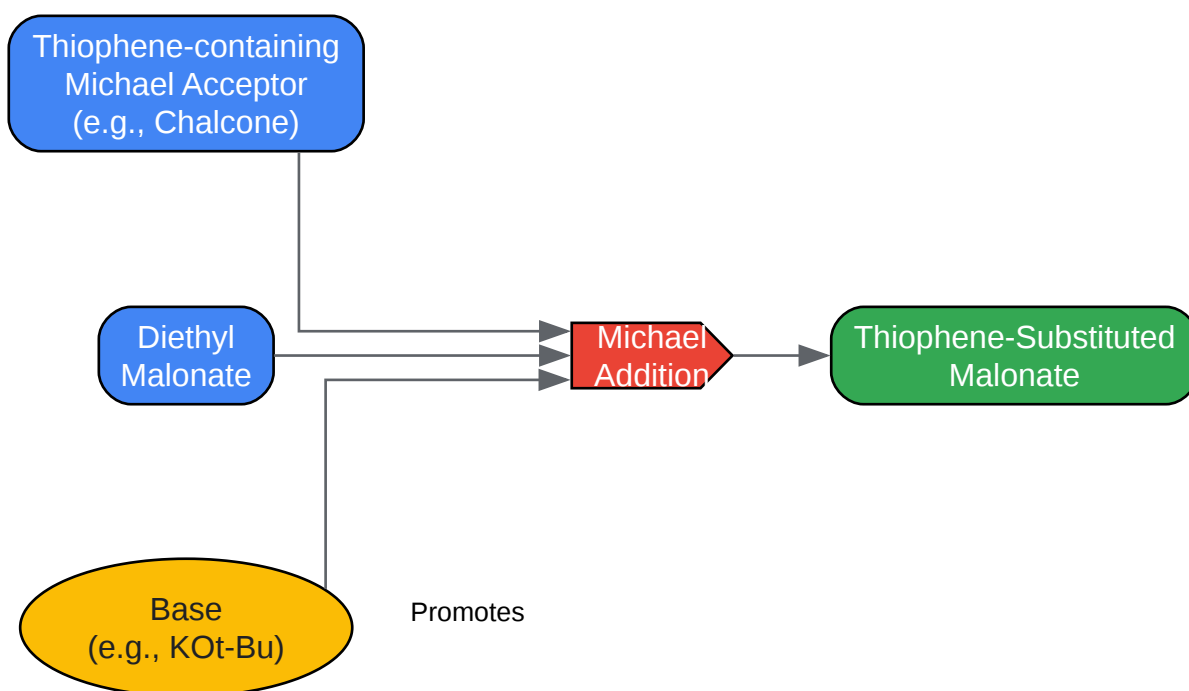 Thiophene-containing
Michael Acceptor
(e.g., Chalcone)
Diethyl
Malonate
Michael
Addition
Thiophene-Substituted
Malonate
Base
(e.g., KOt-Bu)
Promotes